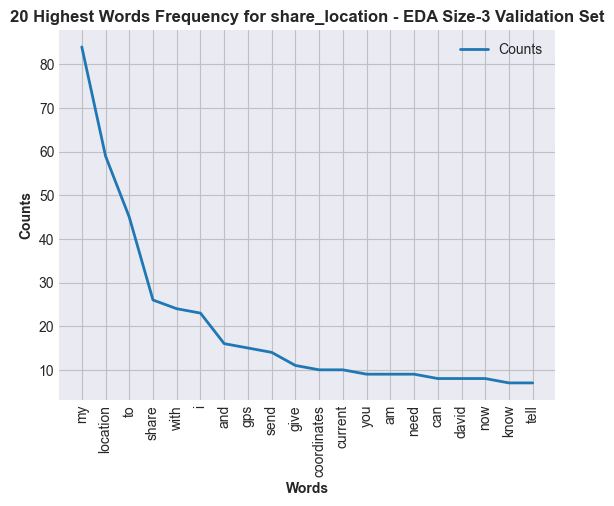 20 Highest Words Frequency for share_location - EDA Size-3 Validation Set
Counts
80
70
60
50
40
30
20
10
Counts
my
location
to
share
with
i
and
gps
send
give
coordinates
current
you
am
need
can
david
now
know
tell
Words